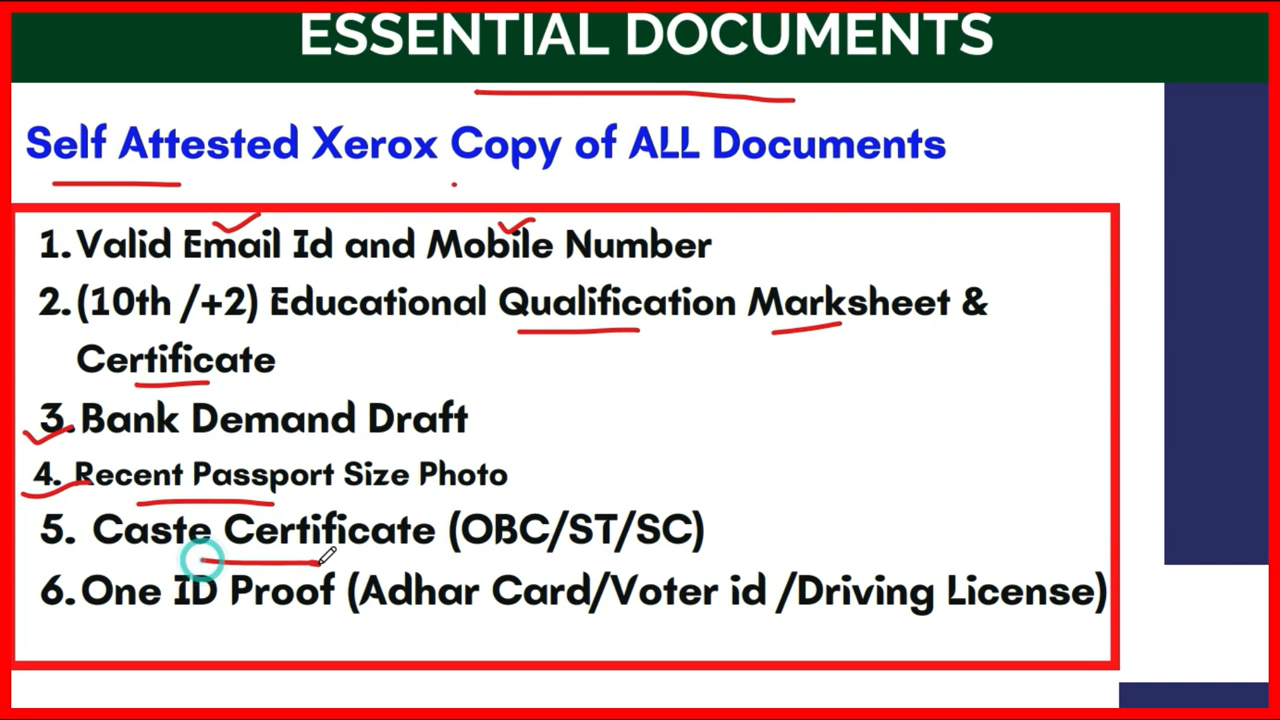 ESSENTIAL DOCUMENTS
Self Attested Xerox Copy of ALL Documents
1. Valid Email Id and Mobile Number
2. (10th /+2) Educational Qualification Marksheet &
Certificate
3. Bank Demand Draft
4. Recent Passport Size Photo
5. Caste Certificate (OBC/ST/SC)
6. One ID Proof (Adhar Card/Voter id /Driving License)